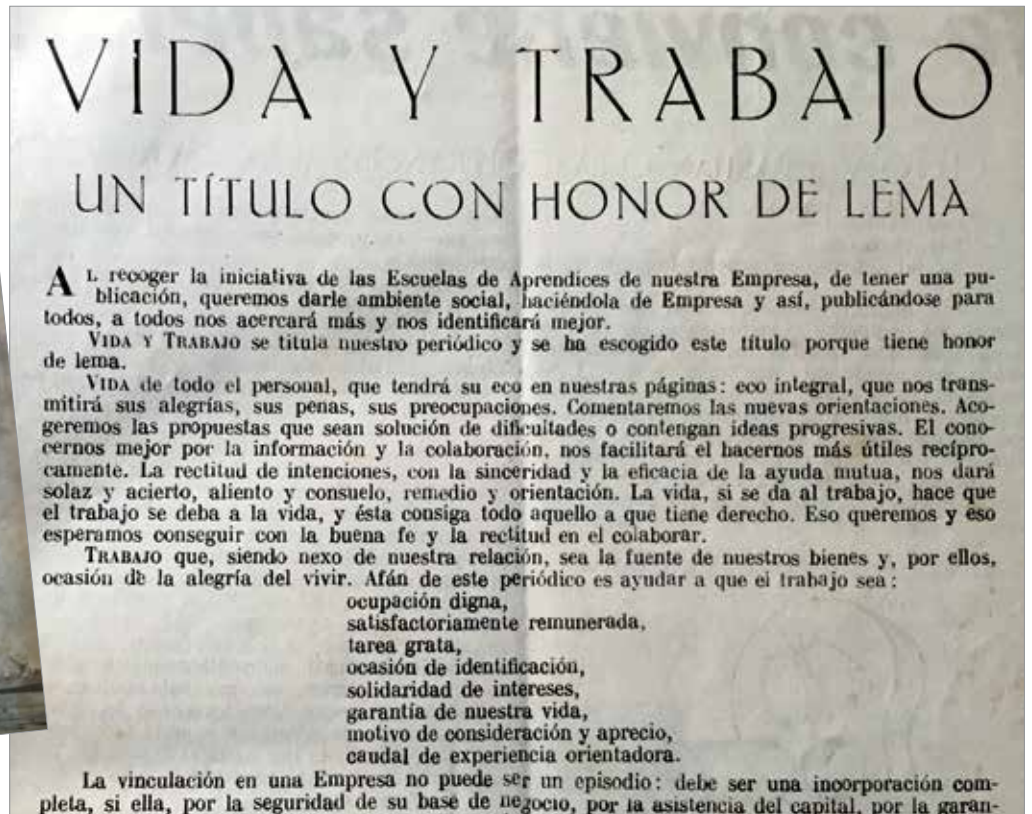 VIDA Y TRABAJO
UN TÍTULO CON HONOR DE LEMA
AL recoger la iniciativa de las Escuelas de Aprendices de nuestra Empresa, de tener una pu-
blicación, queremos darle ambiente social, haciéndola de Empresa y así, publicándose para
todos, a todos nos acercará más y nos identificará mejor.
VIDA Y TRABAJO se titula nuestro periódico y se ha escogido este título porque tiene honor
de lema.
VIDA de todo el personal, que tendrá su eco en nuestras páginas: eco integral, que nos trans-
mitirá sus alegrías, sus penas, sus preocupaciones. Comentaremos las nuevas orientaciones. Aco-
geremos las propuestas que sean solución de dificultades o contengan ideas progresivas. El cono-
cernos mejor por la información y la colaboración, nos facilitará el hacernos más útiles recípro-
camente. La rectitud de intenciones, con la sinceridad y la eficacia de la ayuda mutua, nos dará
solaz y acierto, aliento y consuelo, remedio y orientación. La vida, si se da al trabajo, hace que
el trabajo se deba a la vida, y ésta consiga todo aquello a que tiene derecho. Eso queremos y eso
esperamos conseguir con la buena fe y la rectitud en el colaborar.
TRABAJO que, siendo nexo de nuestra relación, sea la fuente de nuestros bienes y, por ellos,
ocasión de la alegría del vivir. Afán de este periódico es ayudar a que el trabajo sea:
ocupación digna,
satisfactoriamente remunerada,
tarea grata,
ocasión de identificación,
solidaridad de intereses,
garantía de nuestra vida,
motivo de consideración y aprecio,
caudal de experiencia orientadora.
La vinculación en una Empresa no puede ser un episodio: debe ser una incorporación com-
pleta, si ella, por la seguridad de su base de negocio, por la asistencia del capital, por la garan-